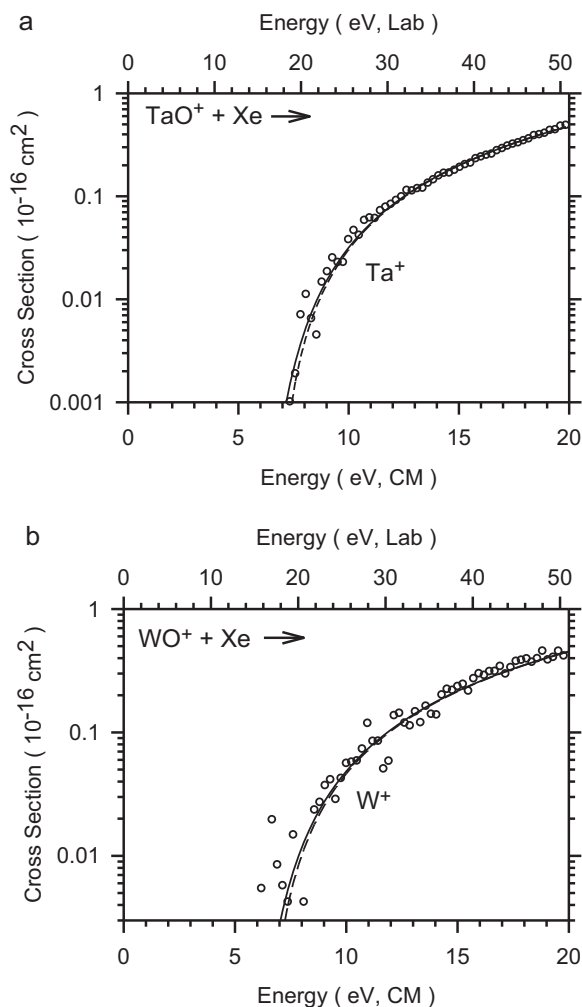 a
Energy ( eV, Lab )
0 10 20 30 40 50
TaO⁺ + Xe →
Cross Section ( 10⁻¹⁶ cm² )
1
0.1
0.01
0.001
Ta⁺
0 5 10 15 20
Energy ( eV, CM )
b
Energy ( eV, Lab )
0 10 20 30 40 50
WO⁺ + Xe →
Cross Section ( 10⁻¹⁶ cm² )
1
0.1
0.01
W⁺
0 5 10 15 20
Energy ( eV, CM )